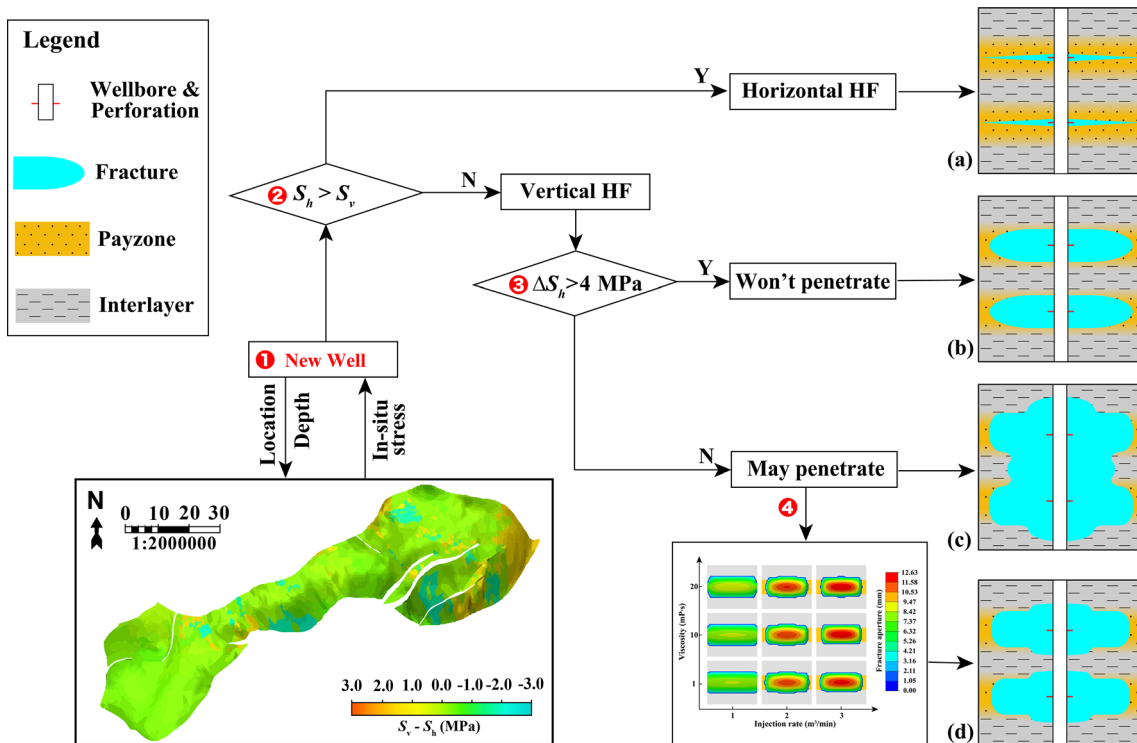 Legend
Wellbore &
Perforation
Fracture
Payzone
Interlayer
❶ New Well
Location
Depth
In-situ
stress
❷ Sh > Sv
Y
Horizontal HF
(a)
N
Vertical HF
❸ ΔSh>4 MPa
Y
Won't penetrate
(b)
N
May penetrate
(c)
❹
N
0 10 20 30
1:2000000
3.0 2.0 1.0 0.0 -1.0 -2.0 -3.0
Sv - Sh (MPa)
Viscosity (mP·s)
20
10
1
1 2 3
Injection rate (m³/min)
Fracture aperture (mm)
12.63
11.58
10.53
9.47
8.42
7.37
6.32
5.26
4.21
3.16
2.11
1.05
0.00
(d)